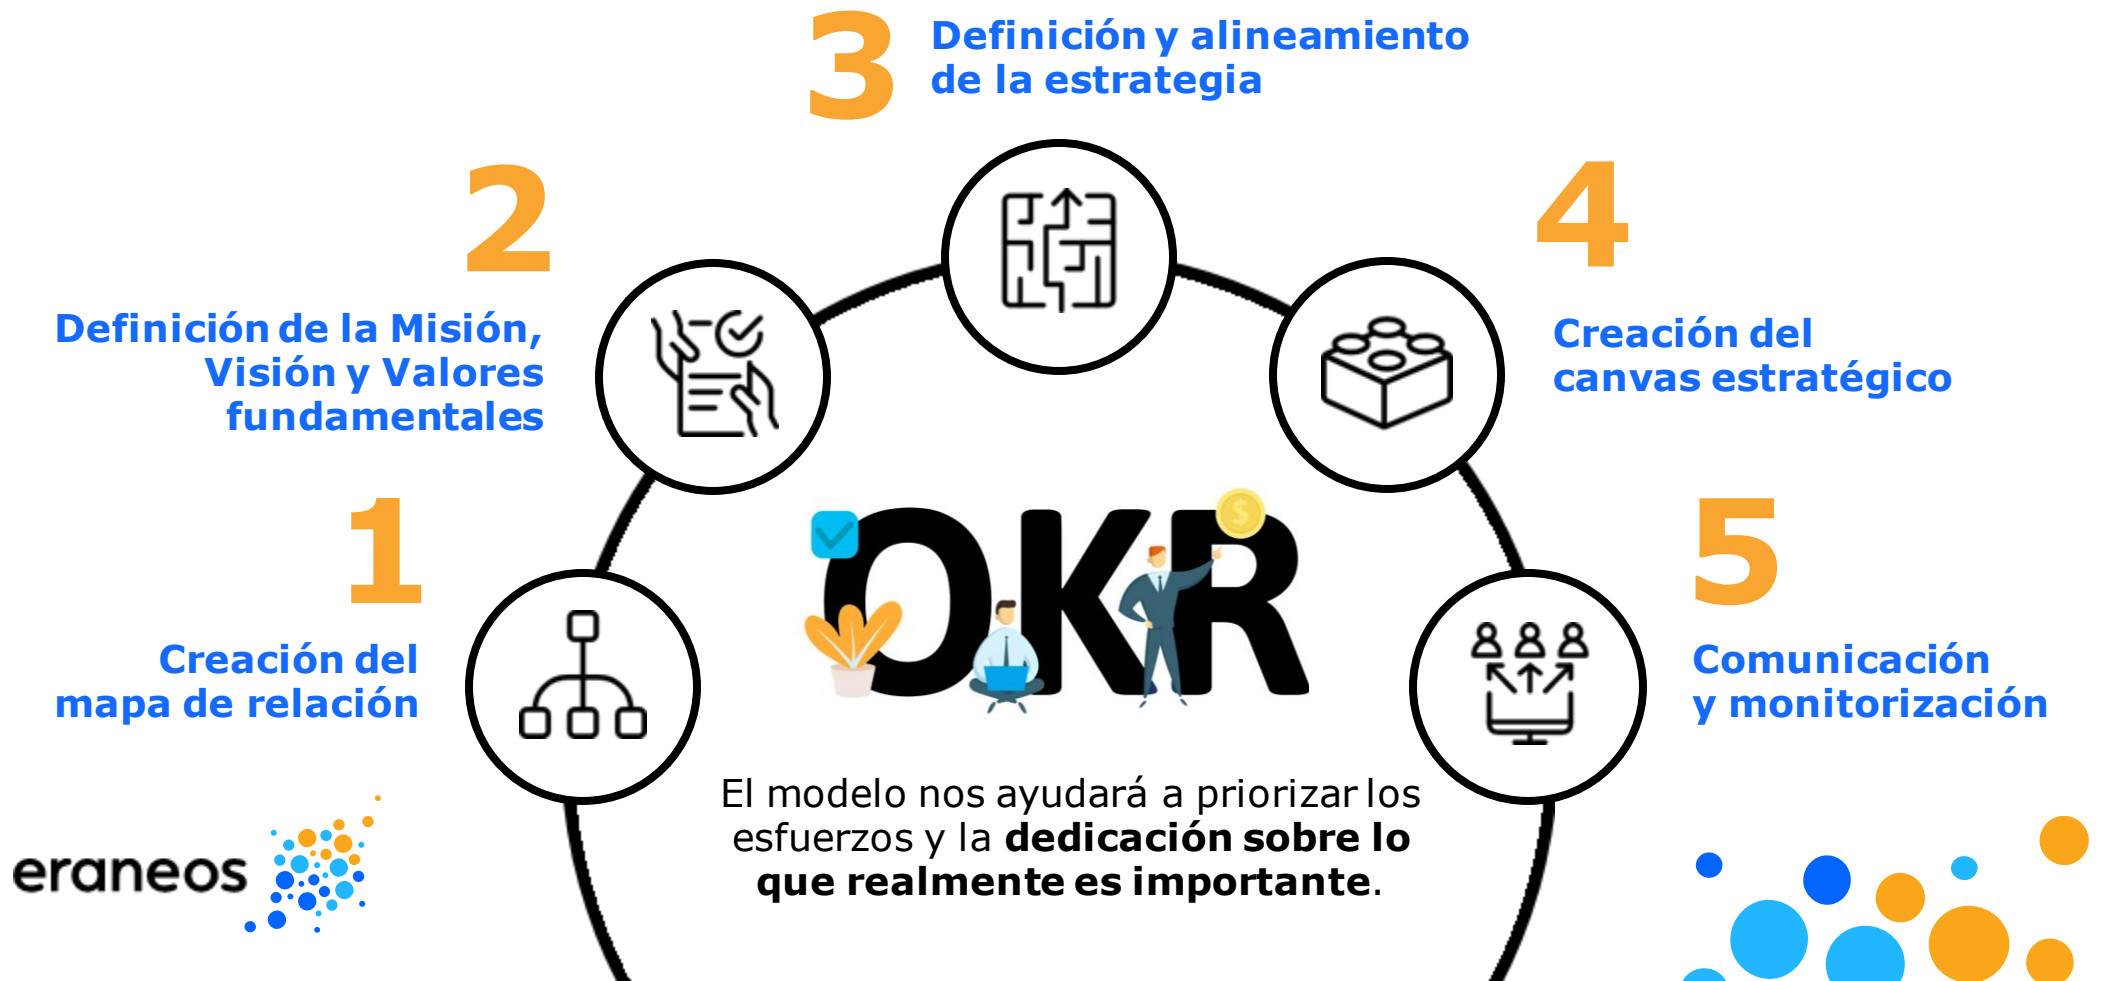 1
Creación del
mapa de relación
2
Definición de la Misión,
Visión y Valores
fundamentales
3
Definición y alineamiento
de la estrategia
4
Creación del
canvas estratégico
5
Comunicación
y monitorización
OKR
$
El modelo nos ayudará a priorizar los
esfuerzos y la dedicación sobre lo
que realmente es importante.
eraneos